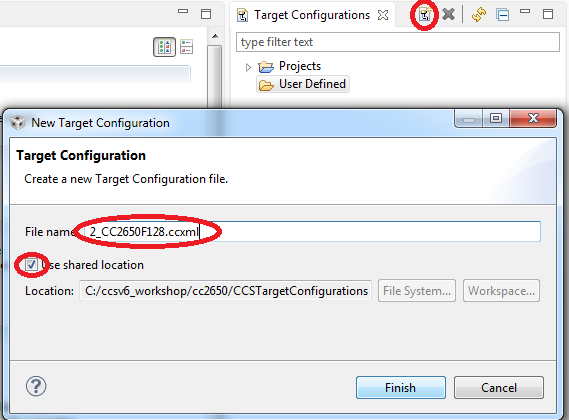 Target Configurations
type filter text
Projects
User Defined
New Target Configuration
Target Configuration
Create a new Target Configuration file.
File name: 2_CC2650F128.ccxml
Use shared location
Location: C:/ccsv6_workshop/cc2650/CCSTargetConfigurations File System... Workspace...
? Finish Cancel